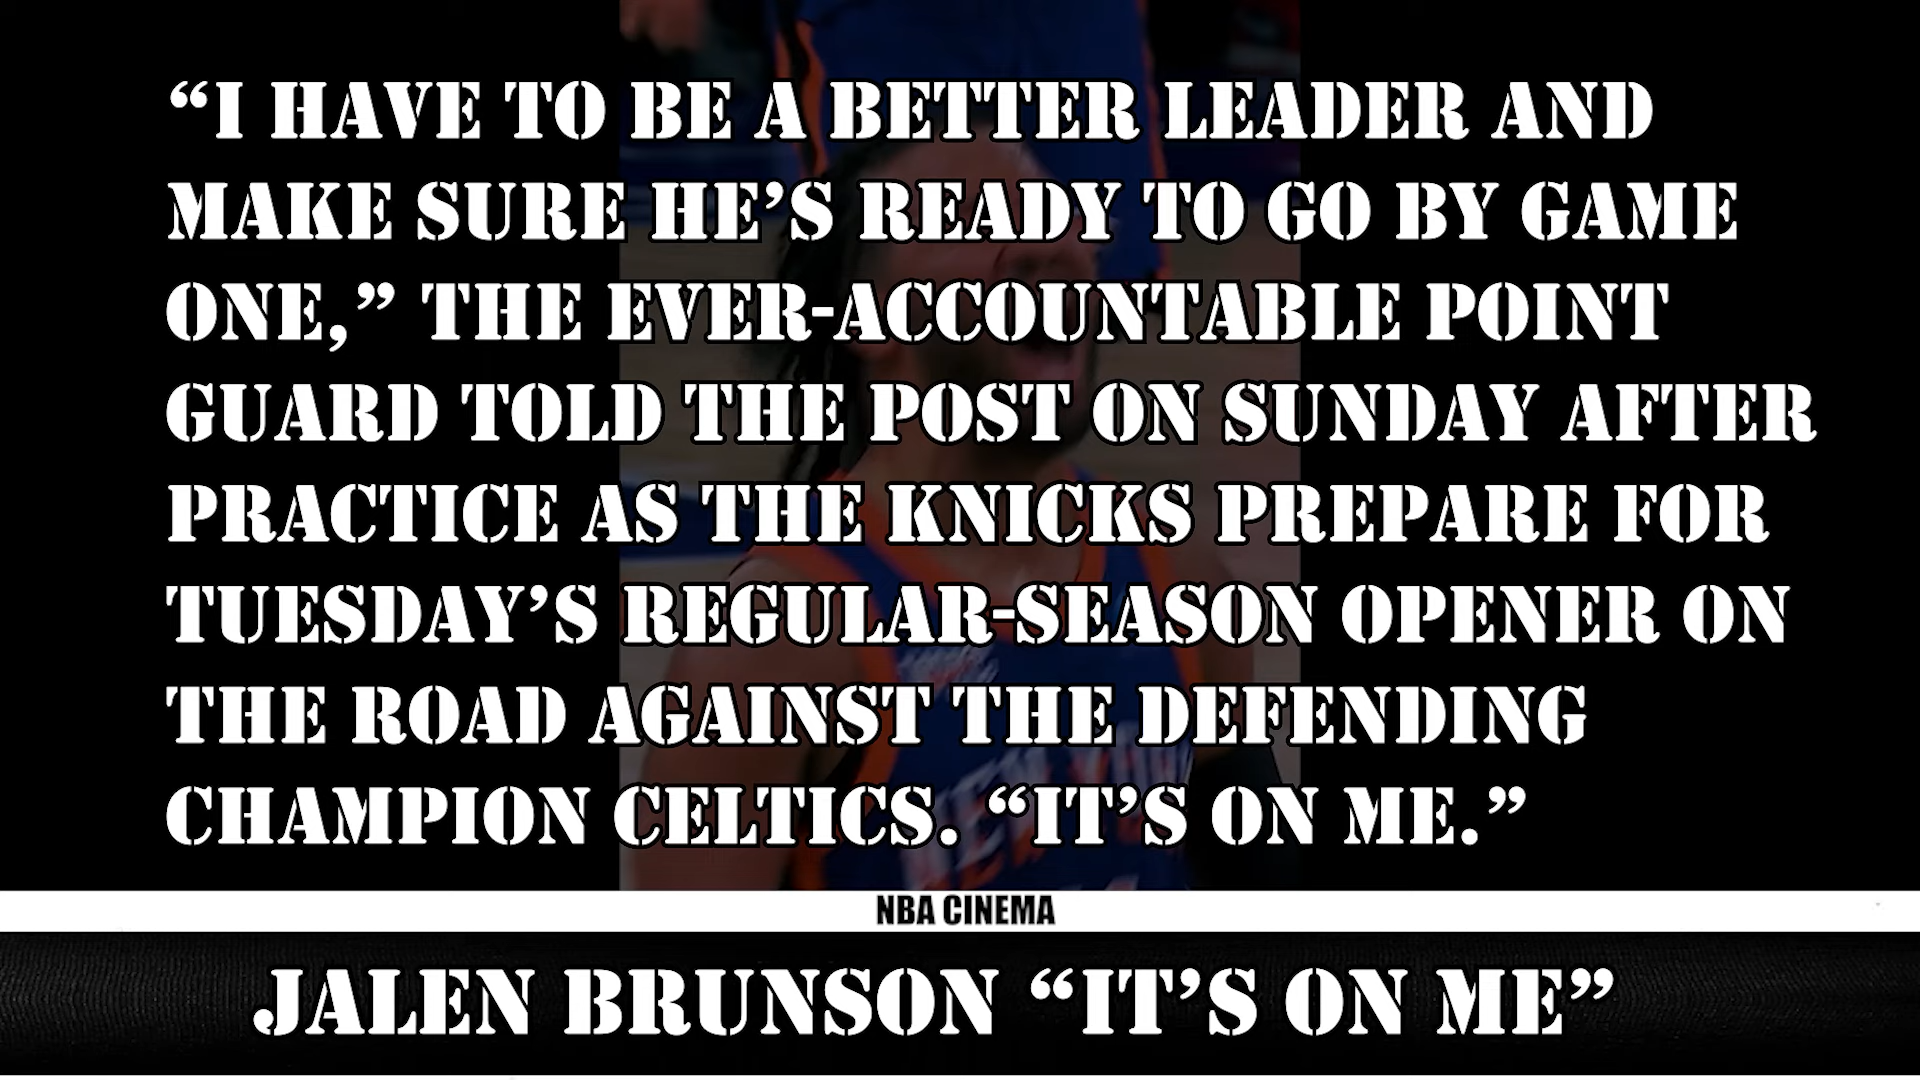 “I HAVE TO BE A BETTER LEADER AND
MAKE SURE HE’S READY TO GO BY GAME
ONE,” THE EVER-ACCOUNTABLE POINT
GUARD TOLD THE POST ON SUNDAY AFTER
PRACTICE AS THE KNICKS PREPARE FOR
TUESDAY’S REGULAR-SEASON OPENER ON
THE ROAD AGAINST THE DEFENDING
CHAMPION CELTICS. “IT’S ON ME.”
NBA CINEMA
JALEN BRUNSON “IT’S ON ME”